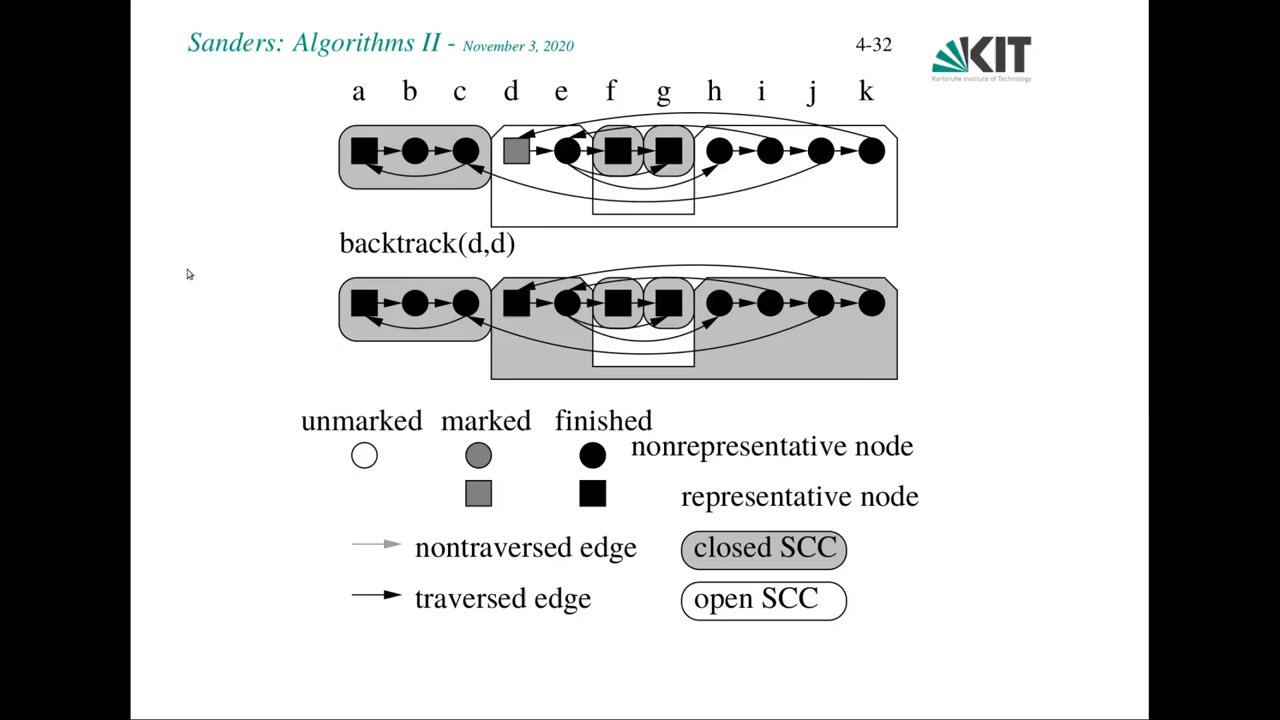 Sanders: Algorithms II - November 3, 2020
4-32
KIT
Karlsruhe Institute of Technology
a b c d e f g h i j k
backtrack(d,d)
unmarked marked finished
nonrepresentative node
representative node
nontraversed edge
closed SCC
traversed edge
open SCC